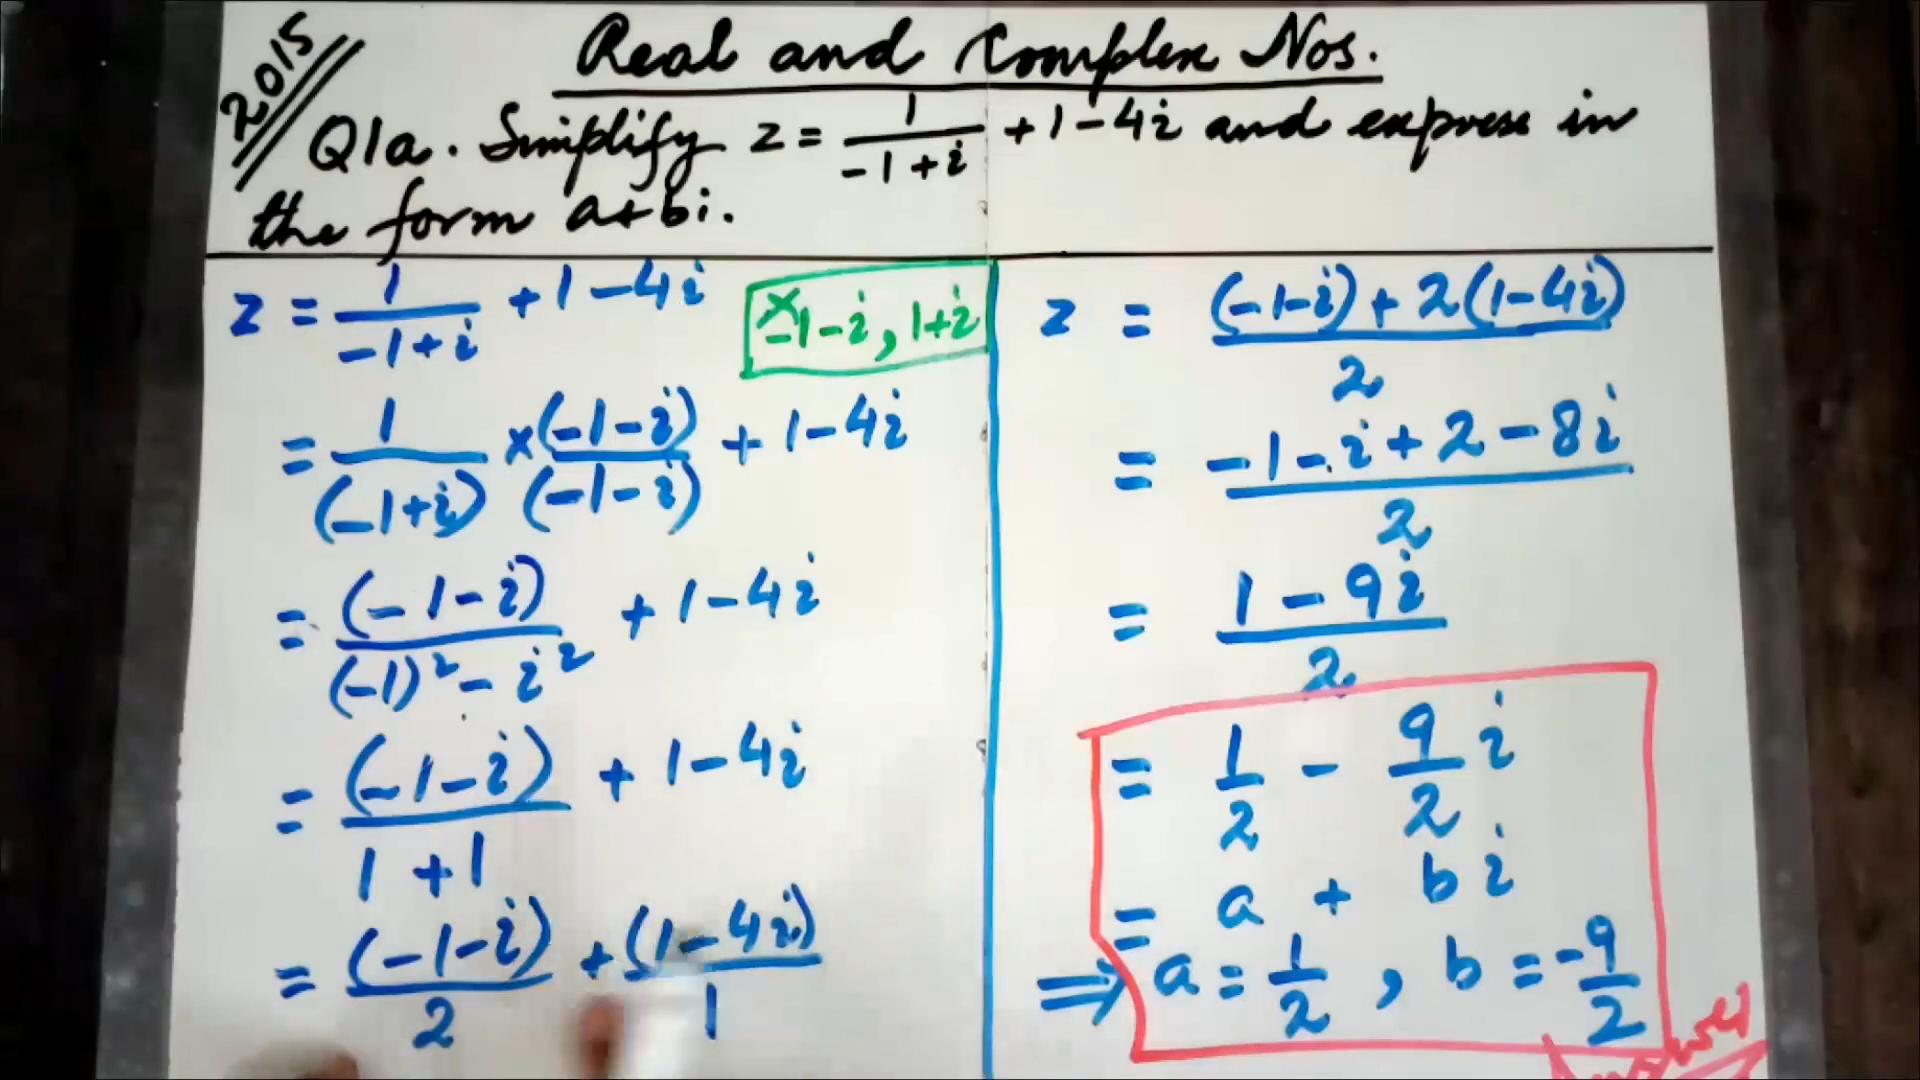 2015
Real and Complex Nos.
Q1a. Simplify z = 1/(-1+i) + 1-4i and express in
the form a+bi.
z = 1/(-1+i) + 1-4i
× -1-i, 1+i
= 1/(-1+i) × (-1-i)/(-1-i) + 1-4i
= (-1-i)/((-1)² - i²) + 1-4i
= (-1-i)/(1+1) + 1-4i
= (-1-i)/2 + (1-4i)/1
z = ((-1-i)+2(1-4i))/2
= (-1-i+2-8i)/2
= (1-9i)/2
= 1/2 - 9/2 i
= a + bi
⇒ a = 1/2 , b = -9/2
Answer